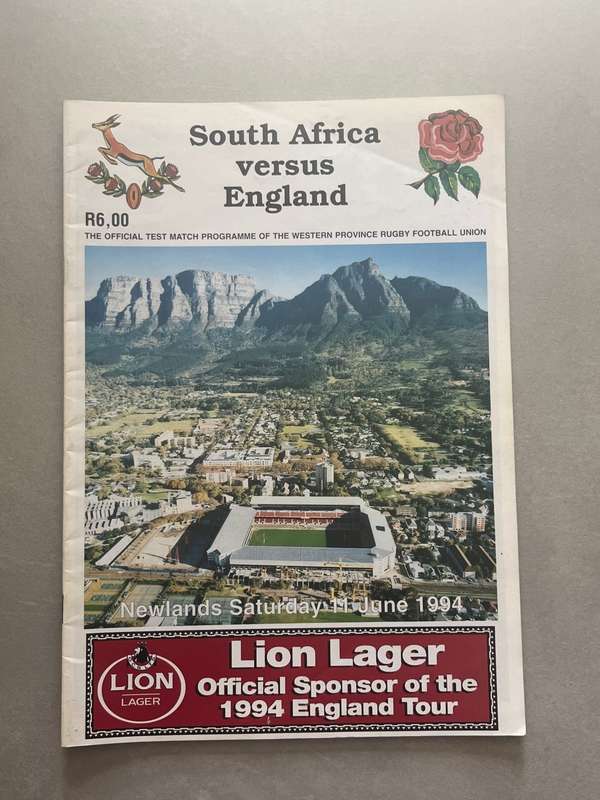 South Africa
versus
England
R6,00
THE OFFICIAL TEST MATCH PROGRAMME OF THE WESTERN PROVINCE RUGBY FOOTBALL UNION
Newlands Saturday 11 June 1994
LION
LAGER
Lion Lager
Official Sponsor of the
1994 England Tour